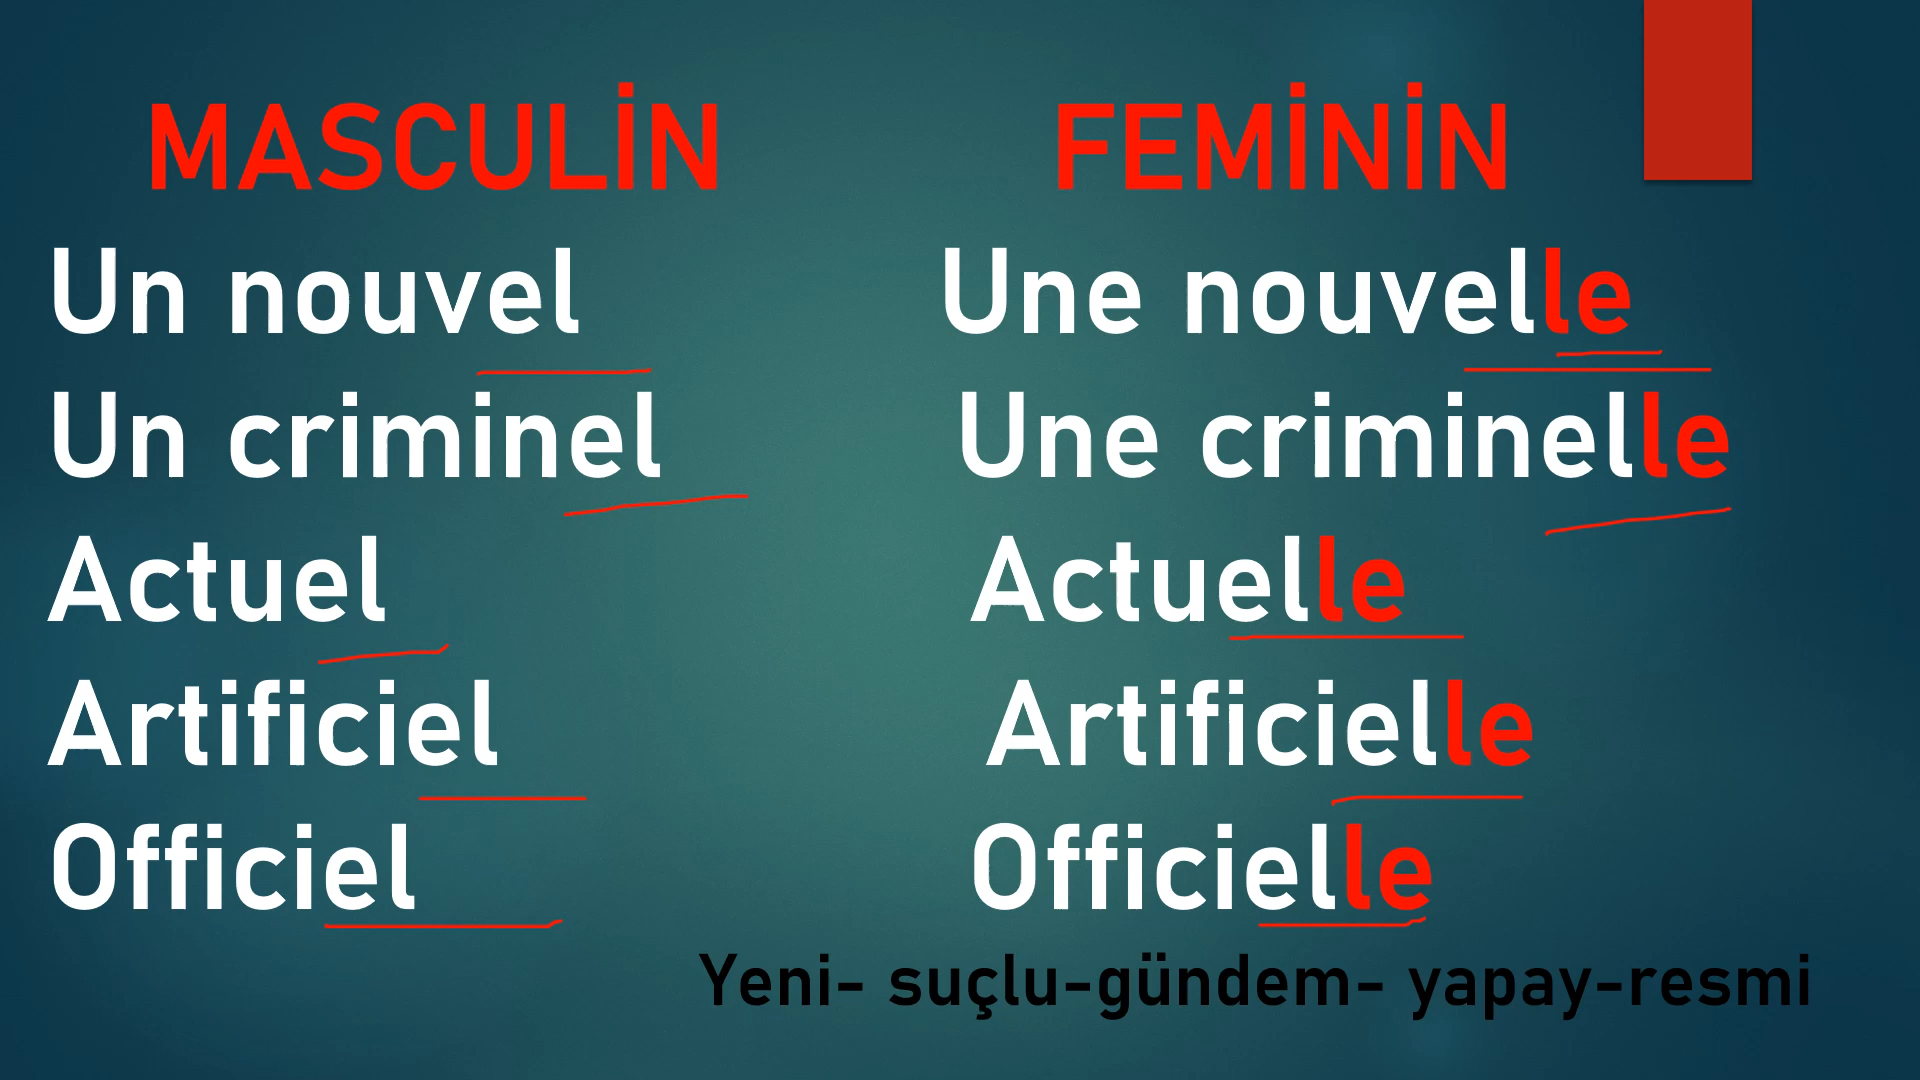 MASCULİN FEMİNİN
Un nouvel Une nouvelle
Un criminel Une criminelle
Actuel Actuelle
Artificiel Artificielle
Officiel Officielle
Yeni- suçlu-gündem- yapay-resmi